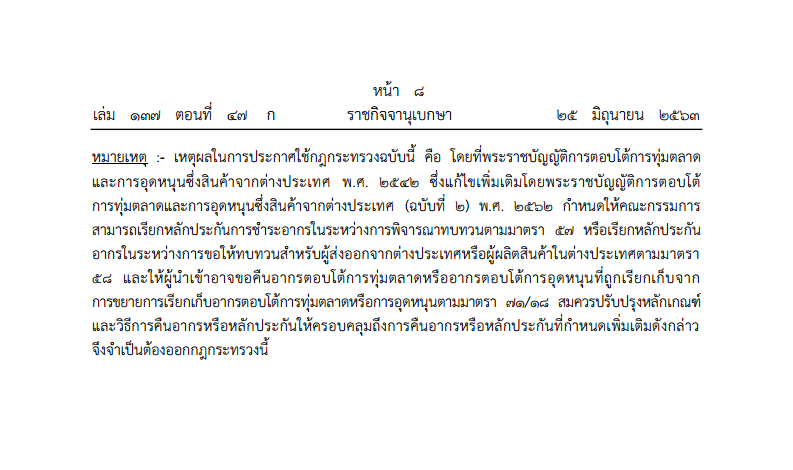 หน้า ๘
เล่ม ๑๓๗ ตอนที่ ๔๗ ก ราชกิจจานุเบกษา ๒๕ มิถุนายน ๒๕๖๓
หมายเหตุ :- เหตุผลในการประกาศใช้กฎกระทรวงฉบับนี้ คือ โดยที่พระราชบัญญัติการตอบโต้การทุ่มตลาด
และการอุดหนุนซึ่งสินค้าจากต่างประเทศ พ.ศ. ๒๕๔๒ ซึ่งแก้ไขเพิ่มเติมโดยพระราชบัญญัติการตอบโต้
การทุ่มตลาดและการอุดหนุนซึ่งสินค้าจากต่างประเทศ (ฉบับที่ ๒) พ.ศ. ๒๕๖๒ กำหนดให้คณะกรรมการ
สามารถเรียกหลักประกันการชำระอากรในระหว่างการพิจารณาทบทวนตามมาตรา ๕๗ หรือเรียกหลักประกัน
อากรในระหว่างการขอให้ทบทวนสำหรับผู้ส่งออกจากต่างประเทศหรือผู้ผลิตสินค้าในต่างประเทศตามมาตรา
๕๘ และให้ผู้นำเข้าอาจขอคืนอากรตอบโต้การทุ่มตลาดหรืออากรตอบโต้การอุดหนุนที่ถูกเรียกเก็บจาก
การขยายการเรียกเก็บอากรตอบโต้การทุ่มตลาดหรือการอุดหนุนตามมาตรา ๗๑/๑๘ สมควรปรับปรุงหลักเกณฑ์
และวิธีการคืนอากรหรือหลักประกันให้ครอบคลุมถึงการคืนอากรหรือหลักประกันที่กำหนดเพิ่มเติมดังกล่าว
จึงจำเป็นต้องออกกฎกระทรวงนี้